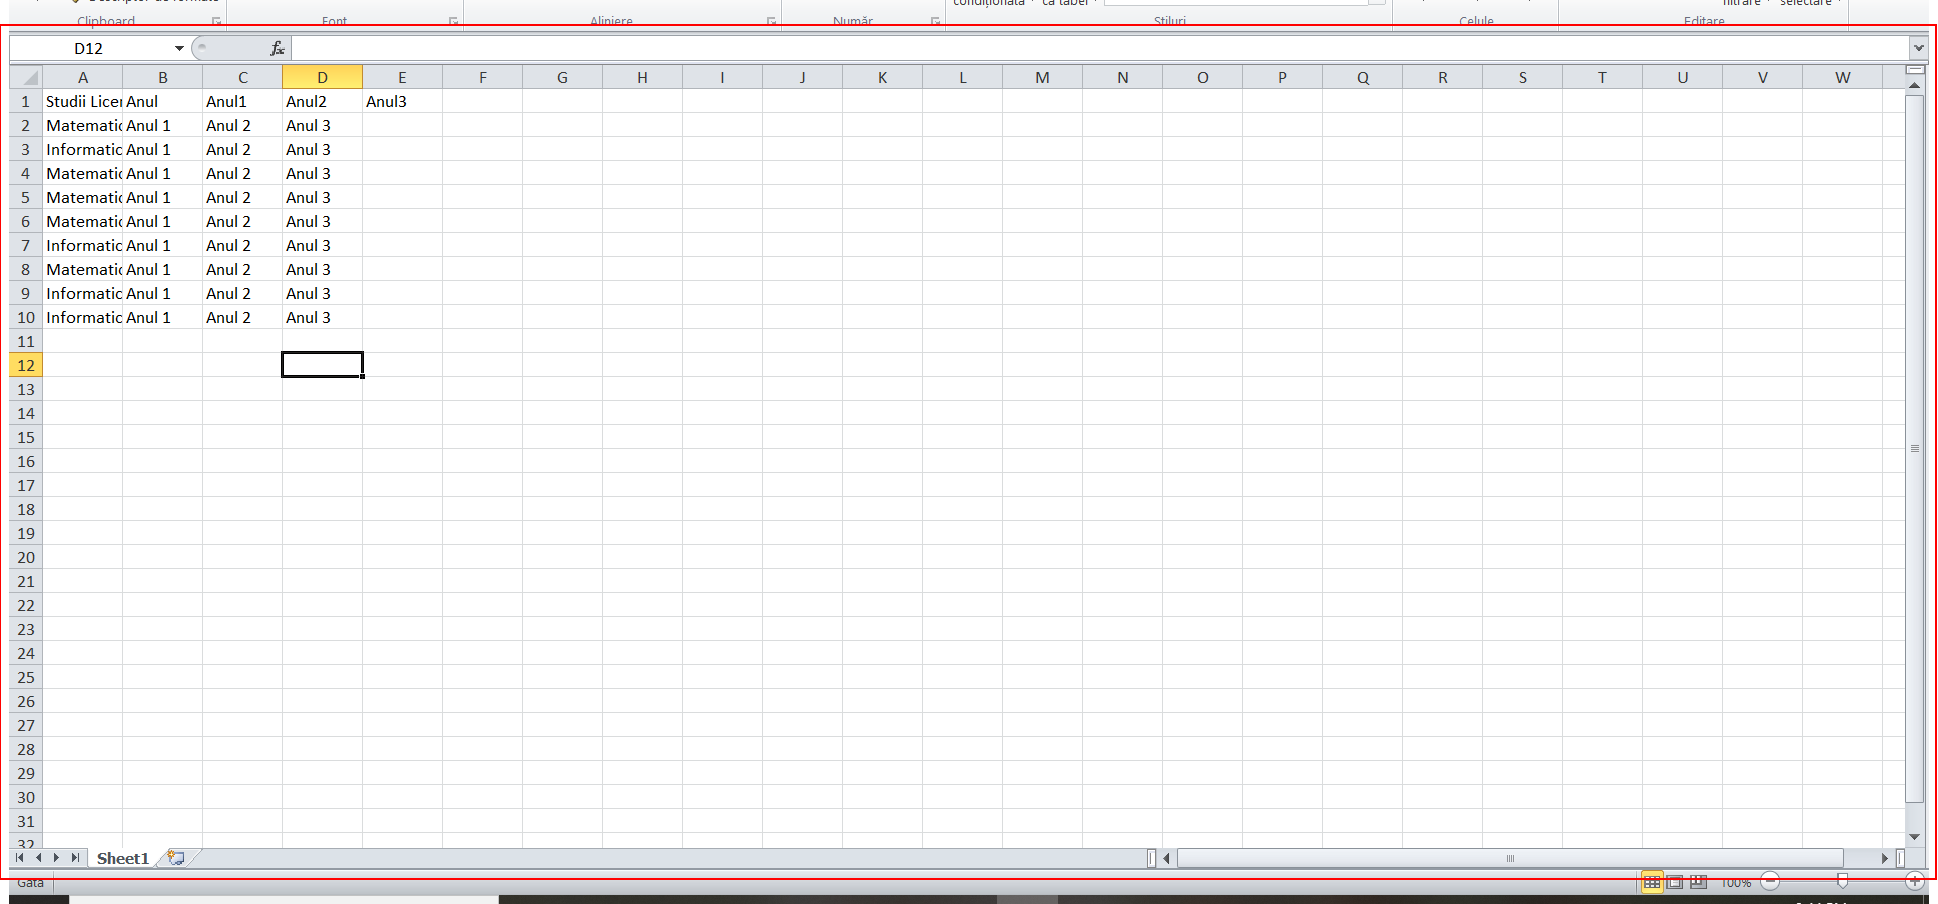 Descriptor de formate condiționată ca tabel filtrare selectare
Clipboard Font Aliniere Număr Stiluri Celule Editare
D12 fx
A B C D E F G H I J K L M N O P Q R S T U V W
1 Studii Licen Anul Anul1 Anul2 Anul3
2 Matematic Anul 1 Anul 2 Anul 3
3 Informatic Anul 1 Anul 2 Anul 3
4 Matematic Anul 1 Anul 2 Anul 3
5 Matematic Anul 1 Anul 2 Anul 3
6 Matematic Anul 1 Anul 2 Anul 3
7 Informatic Anul 1 Anul 2 Anul 3
8 Matematic Anul 1 Anul 2 Anul 3
9 Informatic Anul 1 Anul 2 Anul 3
10 Informatic Anul 1 Anul 2 Anul 3
11
12
13
14
15
16
17
18
19
20
21
22
23
24
25
26
27
28
29
30
31
32
Sheet1
Gata 100%